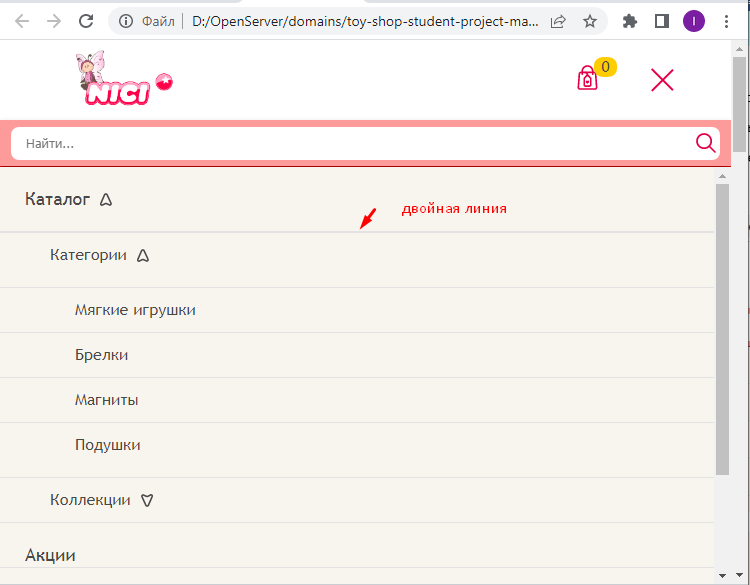 Файл
D:/OpenServer/domains/toy-shop-student-project-ma...
I
NICI
0
Найти...
Каталог
двойная линия
Категории
Мягкие игрушки
Брелки
Магниты
Подушки
Коллекции
Акции